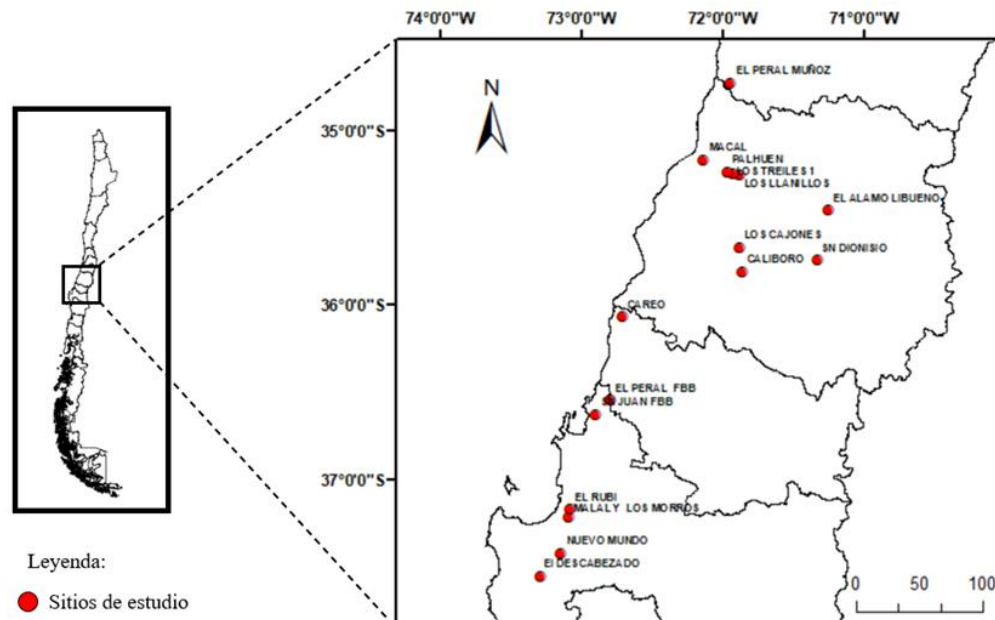 74°0'0"W 73°0'0"W 72°0'0"W 71°0'0"W
N
35°0'0"S
36°0'0"S
37°0'0"S
EL PERAL MUÑOZ
MACAL
PALHUEN
LOS TREILES 1
LOS LLANILLOS
EL ALAMO LIBUENO
LOS CAJONES
SN DIONISIO
CALIBORO
CAREO
EL PERAL FBB
JUAN FBB
EL RUBI
MALAL Y LOS MORROS
NUEVO MUNDO
El DESCABEZADO
0 50 100
Leyenda:
Sitios de estudio